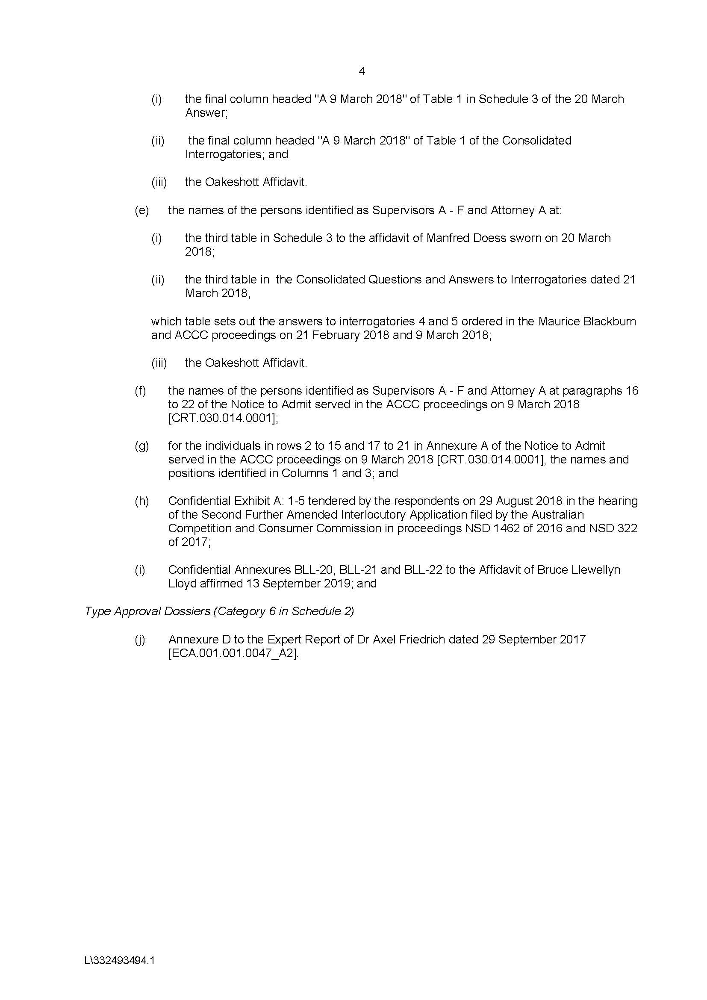 4
(i) the final column headed "A 9 March 2018" of Table 1 in Schedule 3 of the 20 March
Answer;
(ii) the final column headed "A 9 March 2018" of Table 1 of the Consolidated
Interrogatories; and
(iii) the Oakeshott Affidavit.
(e) the names of the persons identified as Supervisors A - F and Attorney A at:
(i) the third table in Schedule 3 to the affidavit of Manfred Doess sworn on 20 March
2018;
(ii) the third table in the Consolidated Questions and Answers to Interrogatories dated 21
March 2018,
which table sets out the answers to interrogatories 4 and 5 ordered in the Maurice Blackburn
and ACCC proceedings on 21 February 2018 and 9 March 2018;
(iii) the Oakeshott Affidavit.
(f) the names of the persons identified as Supervisors A - F and Attorney A at paragraphs 16
to 22 of the Notice to Admit served in the ACCC proceedings on 9 March 2018
[CRT.030.014.0001];
(g) for the individuals in rows 2 to 15 and 17 to 21 in Annexure A of the Notice to Admit
served in the ACCC proceedings on 9 March 2018 [CRT.030.014.0001], the names and
positions identified in Columns 1 and 3; and
(h) Confidential Exhibit A: 1-5 tendered by the respondents on 29 August 2018 in the hearing
of the Second Further Amended Interlocutory Application filed by the Australian
Competition and Consumer Commission in proceedings NSD 1462 of 2016 and NSD 322
of 2017;
(i) Confidential Annexures BLL-20, BLL-21 and BLL-22 to the Affidavit of Bruce Llewellyn
Lloyd affirmed 13 September 2019; and
Type Approval Dossiers (Category 6 in Schedule 2)
(j) Annexure D to the Expert Report of Dr Axel Friedrich dated 29 September 2017
[ECA.001.001.0047_A2].
L\332493494.1